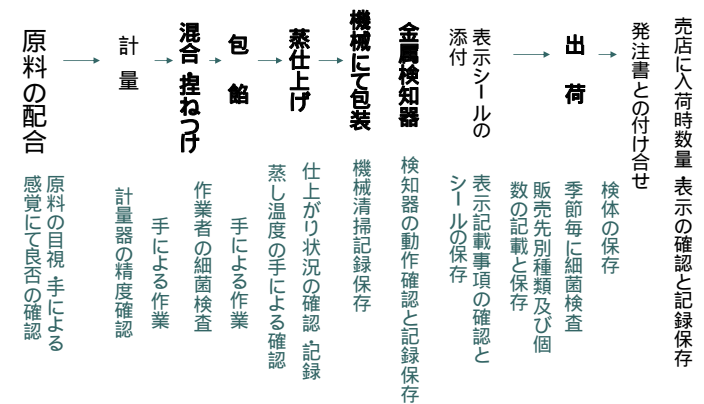 原料の配合
計量
混合・捏ねつけ
包餡
蒸仕上げ
機械にて包装
金属検知器
表示シールの
添付
出荷
発注書との付け合せ
売店に入荷時数量・表示の確認と記録保存
原料の目視・手による
感覚にて良否の確認
計量器の精度確認
手による作業
作業者の細菌検査
手による作業
蒸し温度の手による確認
仕上がり状況の確認・記録
機械清掃記録保存
検知器の動作確認と記録保存
表示記載事項の確認と
シールの保存
販売先別種類及び個
数の記載と保存
季節毎に細菌検査
検体の保存